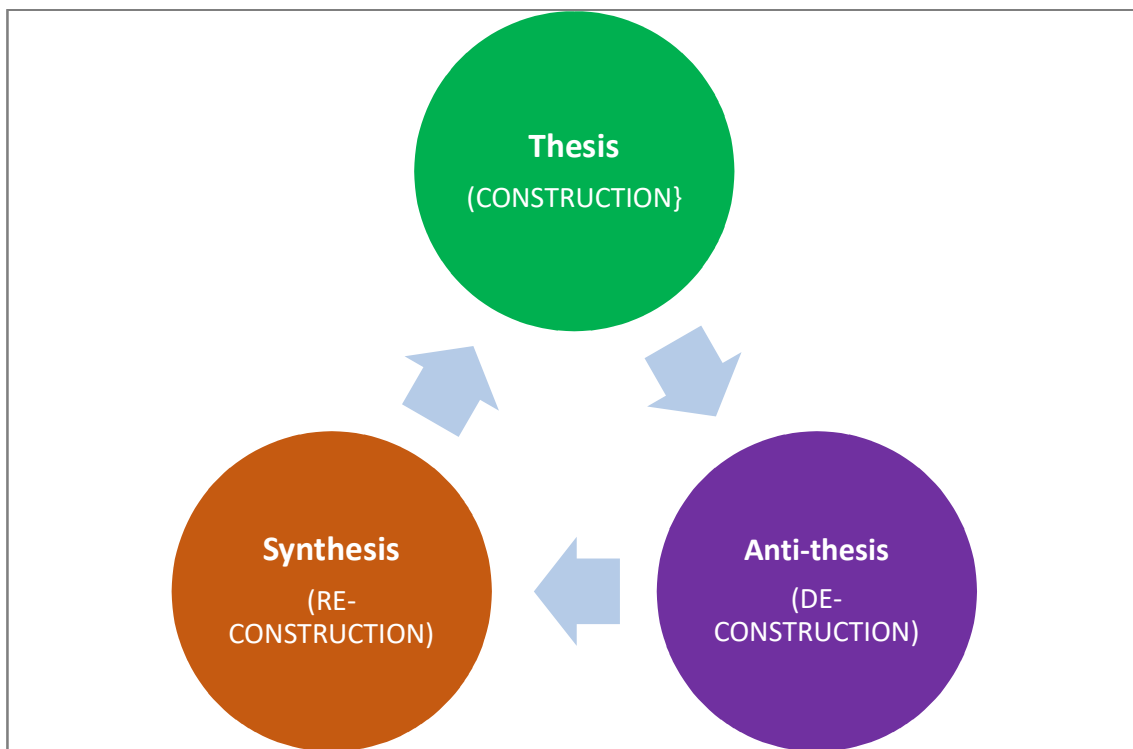 Thesis
(CONSTRUCTION}
Synthesis
(RE-
CONSTRUCTION)
Anti-thesis
(DE-
CONSTRUCTION)